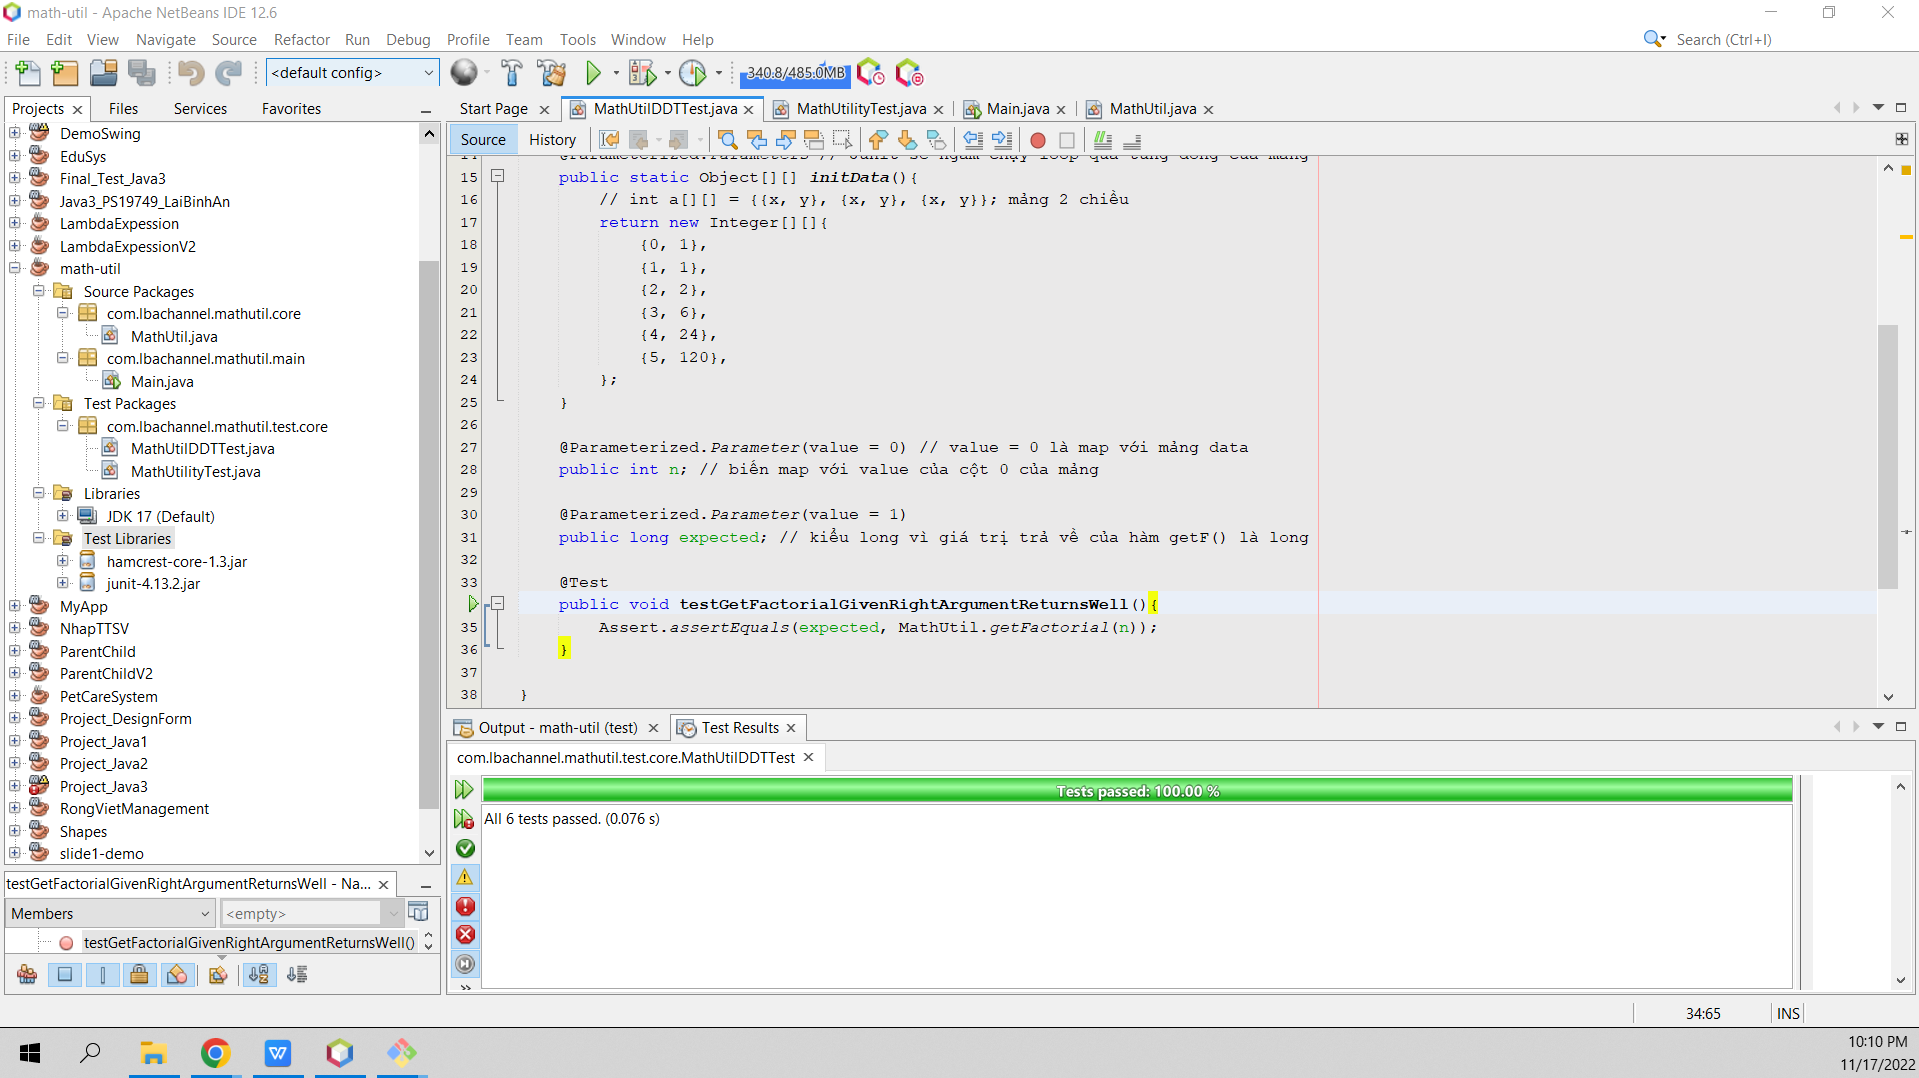 math-util - Apache NetBeans IDE 12.6
File Edit View Navigate Source Refactor Run Debug Profile Team Tools Window Help
Search (Ctrl+I)
<default config>
340.8/485.0MB
Projects Files Services Favorites
DemoSwing
EduSys
Final_Test_Java3
Java3_PS19749_LaiBinhAn
LambdaExpession
LambdaExpessionV2
math-util
Source Packages
com.lbachannel.mathutil.core
MathUtil.java
com.lbachannel.mathutil.main
Main.java
Test Packages
com.lbachannel.mathutil.test.core
MathUtilDDTTest.java
MathUtilityTest.java
Libraries
JDK 17 (Default)
Test Libraries
hamcrest-core-1.3.jar
junit-4.13.2.jar
MyApp
NhapTTSV
ParentChild
ParentChildV2
PetCareSystem
Project_DesignForm
Project_Java1
Project_Java2
Project_Java3
RongVietManagement
Shapes
slide1-demo
testGetFactorialGivenRightArgumentReturnsWell - Na...
Members
<empty>
testGetFactorialGivenRightArgumentReturnsWell()
Start Page MathUtilDDTTest.java MathUtilityTest.java Main.java MathUtil.java
Source History
15 public static Object[][] initData(){
16 // int a[][] = {{x, y}, {x, y}, {x, y}}; mảng 2 chiều
17 return new Integer[][]{
18 {0, 1},
19 {1, 1},
20 {2, 2},
21 {3, 6},
22 {4, 24},
23 {5, 120},
24 };
25 }
26
27 @Parameterized.Parameter(value = 0) // value = 0 là map với mảng data
28 public int n; // biến map với value của cột 0 của mảng
29
30 @Parameterized.Parameter(value = 1)
31 public long expected; // kiểu long vì giá trị trả về của hàm getF() là long
32
33 @Test
public void testGetFactorialGivenRightArgumentReturnsWell(){
35 Assert.assertEquals(expected, MathUtil.getFactorial(n));
36 }
37
38 }
Output - math-util (test) Test Results
com.lbachannel.mathutil.test.core.MathUtilDDTTest
Tests passed: 100.00 %
All 6 tests passed. (0.076 s)
34:65 INS
10:10 PM
11/17/2022